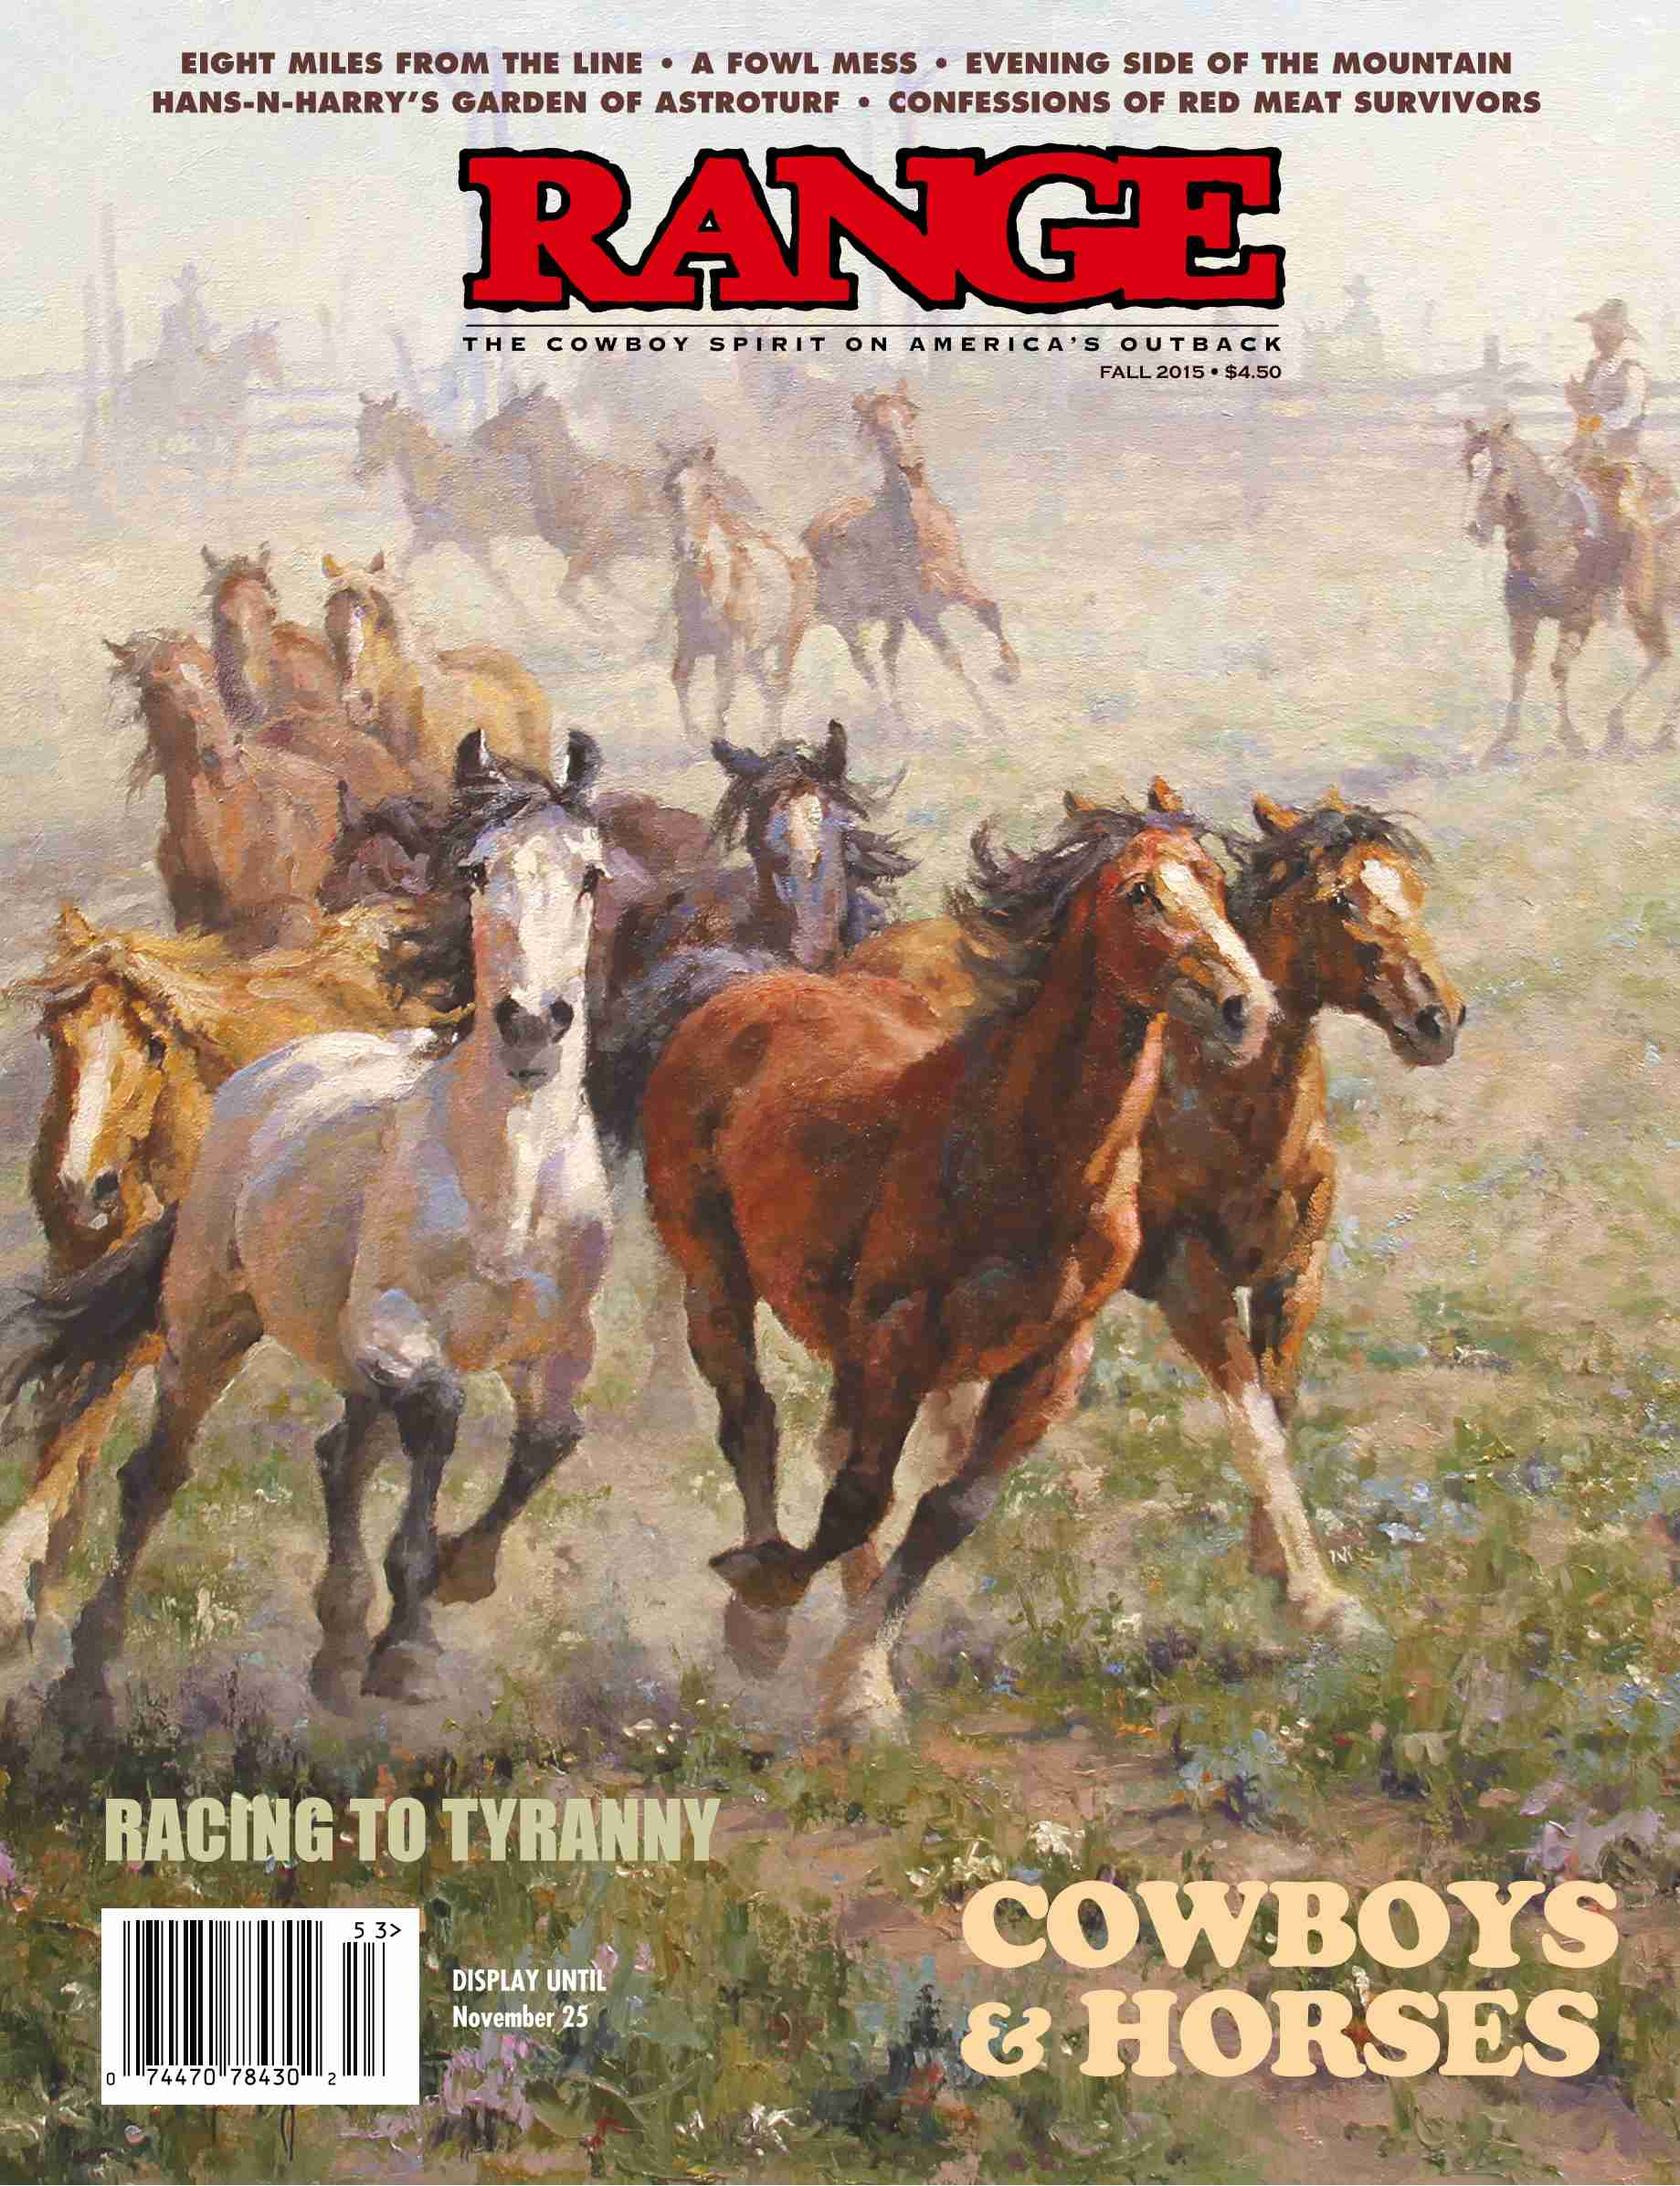 EIGHT MILES FROM THE LINE • A FOWL MESS • EVENING SIDE OF THE MOUNTAIN
HANS-N-HARRY'S GARDEN OF ASTROTURF • CONFESSIONS OF RED MEAT SURVIVORS
RANGE
THE COWBOY SPIRIT ON AMERICA'S OUTBACK
FALL 2015 • $4.50
RACING TO TYRANNY
COWBOYS
& HORSES
5 3>
DISPLAY UNTIL
November 25
0 74470 78430 2